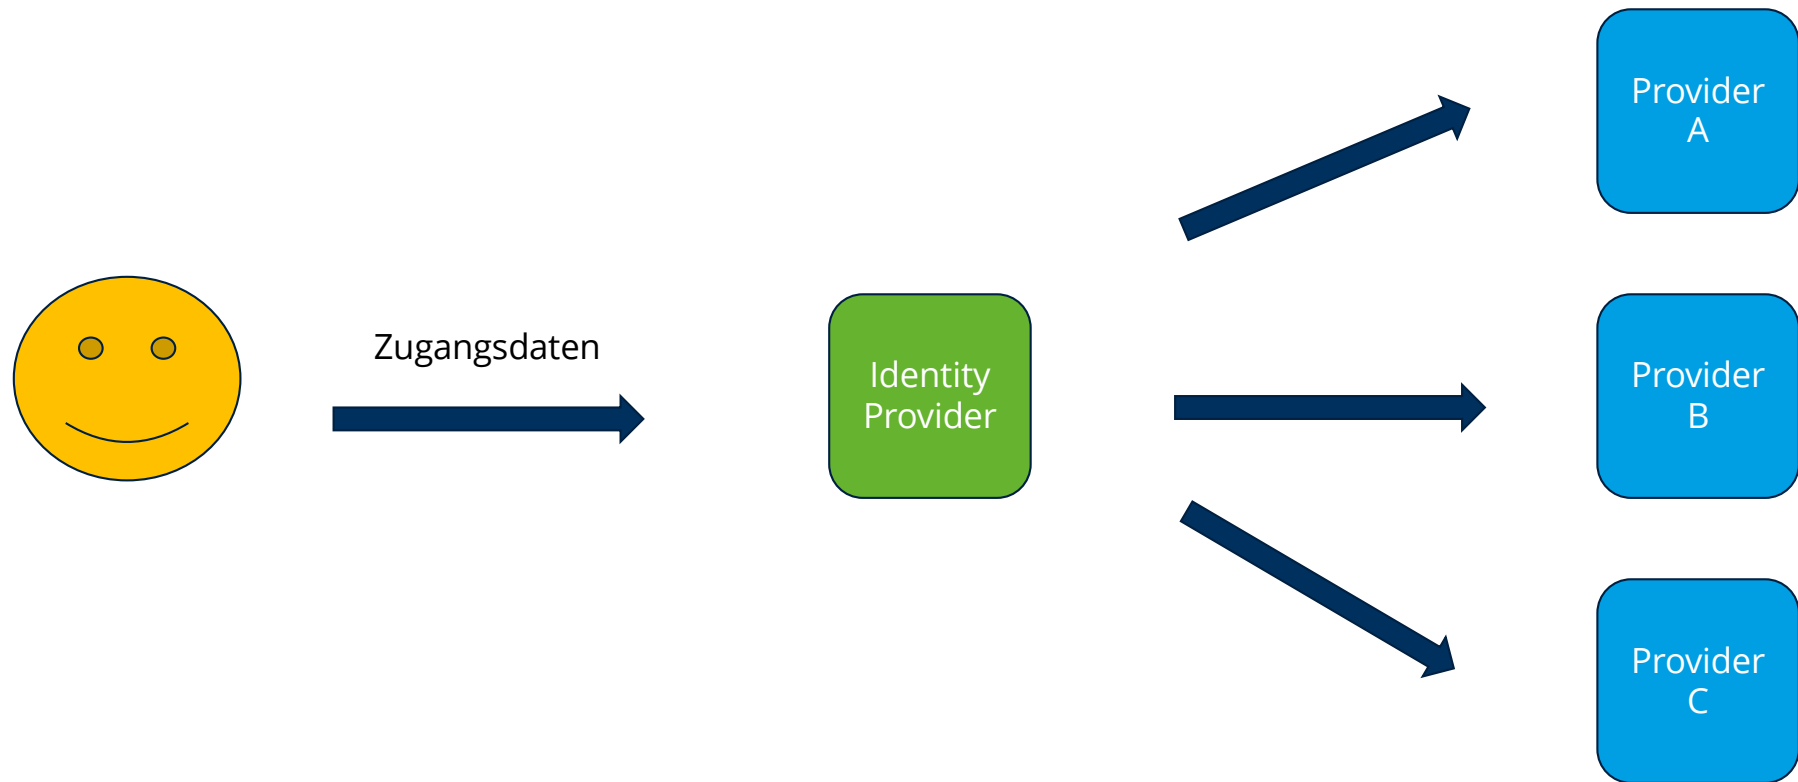 Zugangsdaten
Identity
Provider
Provider
A
Provider
B
Provider
C